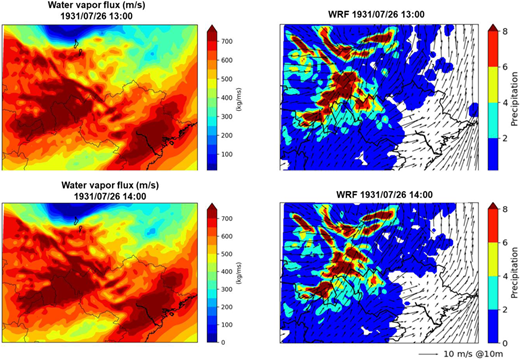 Water vapor flux (m/s)
1931/07/26 13:00
700
600
500
400
300
200
100
(kg/ms)
WRF 1931/07/26 13:00
8
6
4
2
Precipitation
Water vapor flux (m/s)
1931/07/26 14:00
700
600
500
400
300
200
100
0
(kg/ms)
WRF 1931/07/26 14:00
8
6
4
2
0
Precipitation
10 m/s @10m